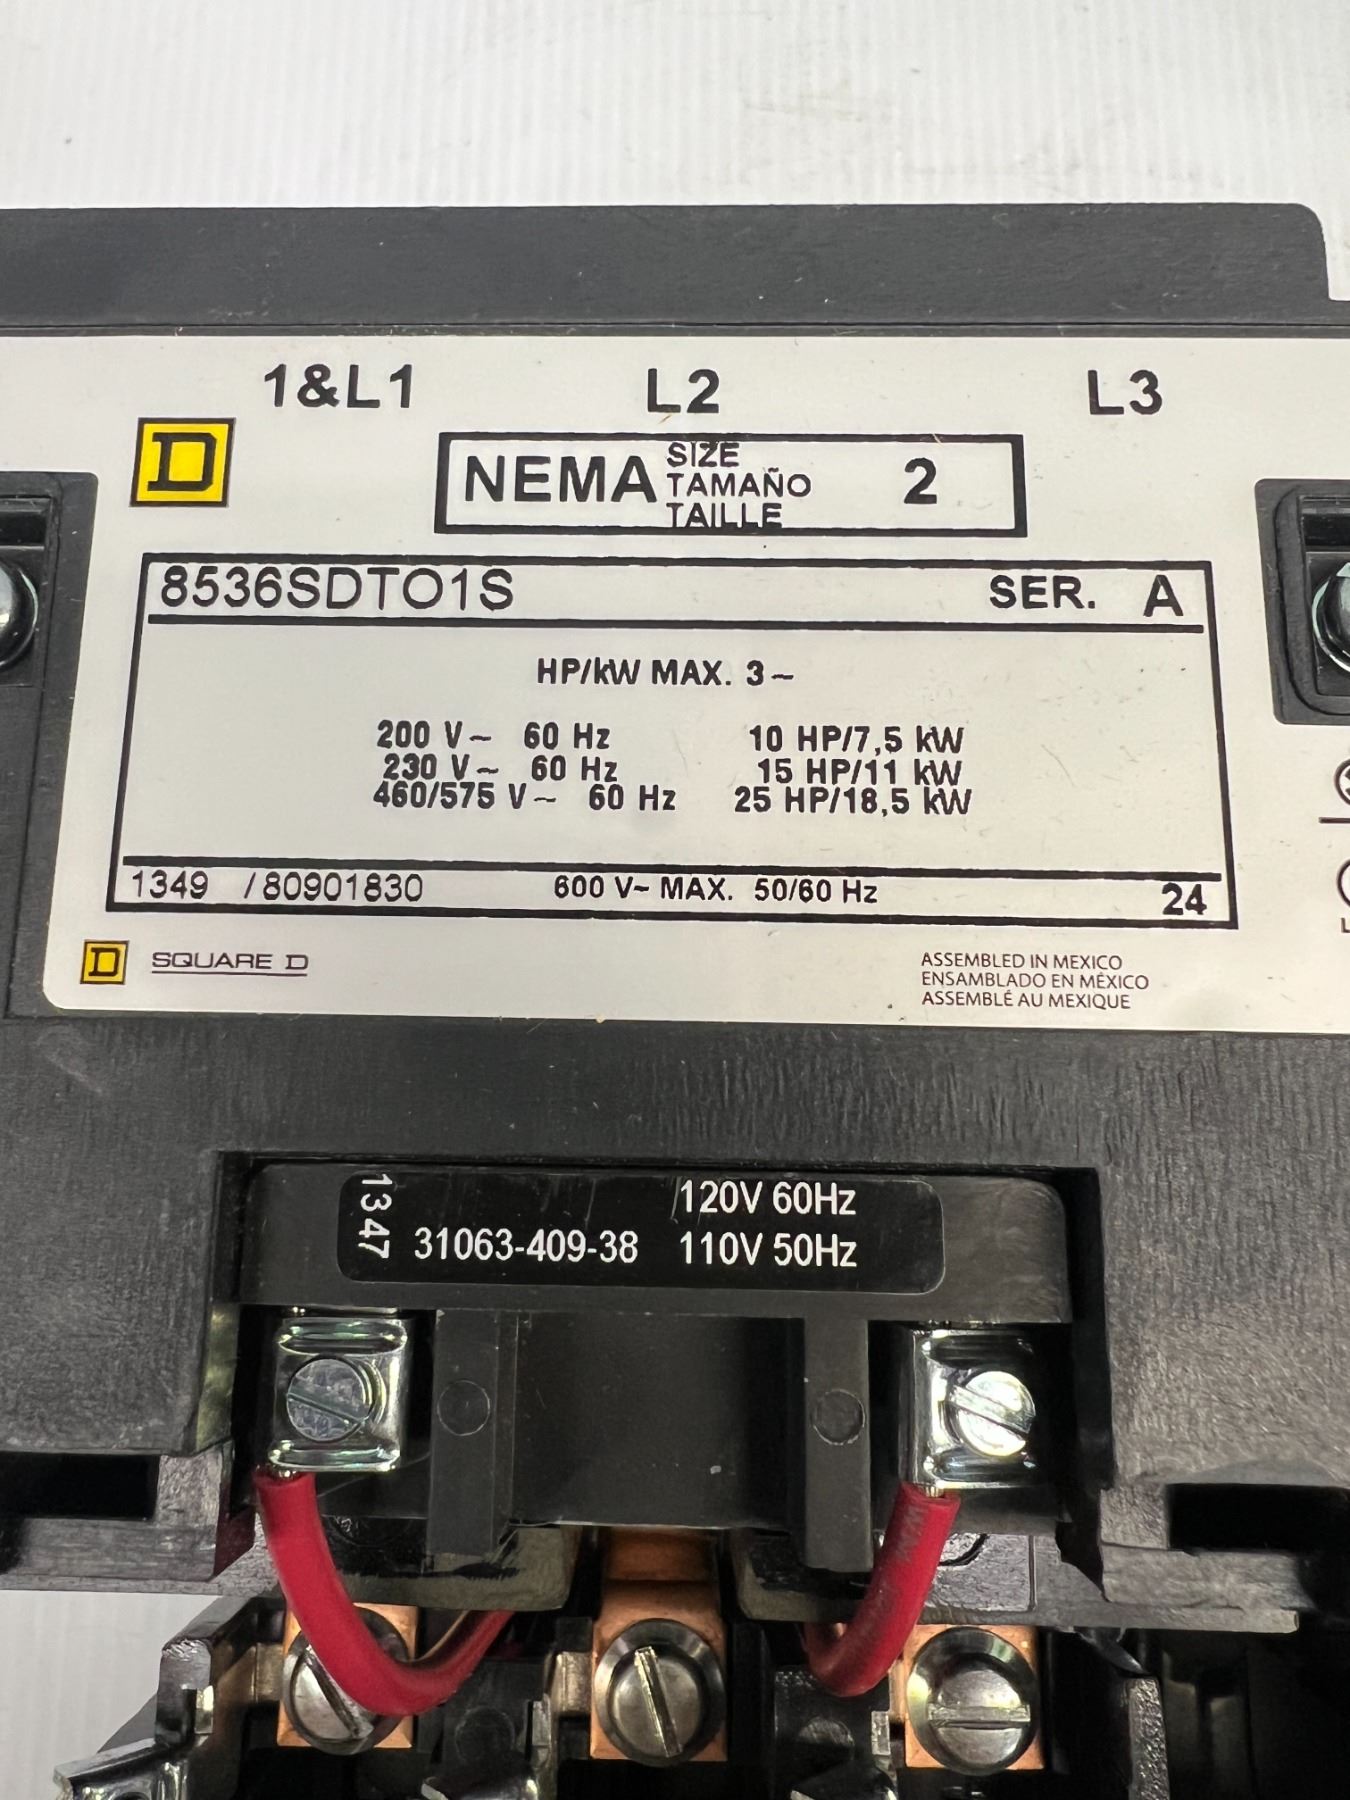 1&L1 L2 L3
D
NEMA SIZE 2
TAMAÑO
TAILLE
8536SDTO1S SER. A
HP/kW MAX. 3~
200 V~ 60 Hz 10 HP/7,5 kW
230 V~ 60 Hz 15 HP/11 kW
460/575 V~ 60 Hz 25 HP/18,5 kW
1349 /80901830 600 V~ MAX. 50/60 Hz 24
D SQUARE D
ASSEMBLED IN MEXICO
ENSAMBLADO EN MÉXICO
ASSEMBLÉ AU MEXIQUE
1347
120V 60Hz
31063-409-38 110V 50Hz